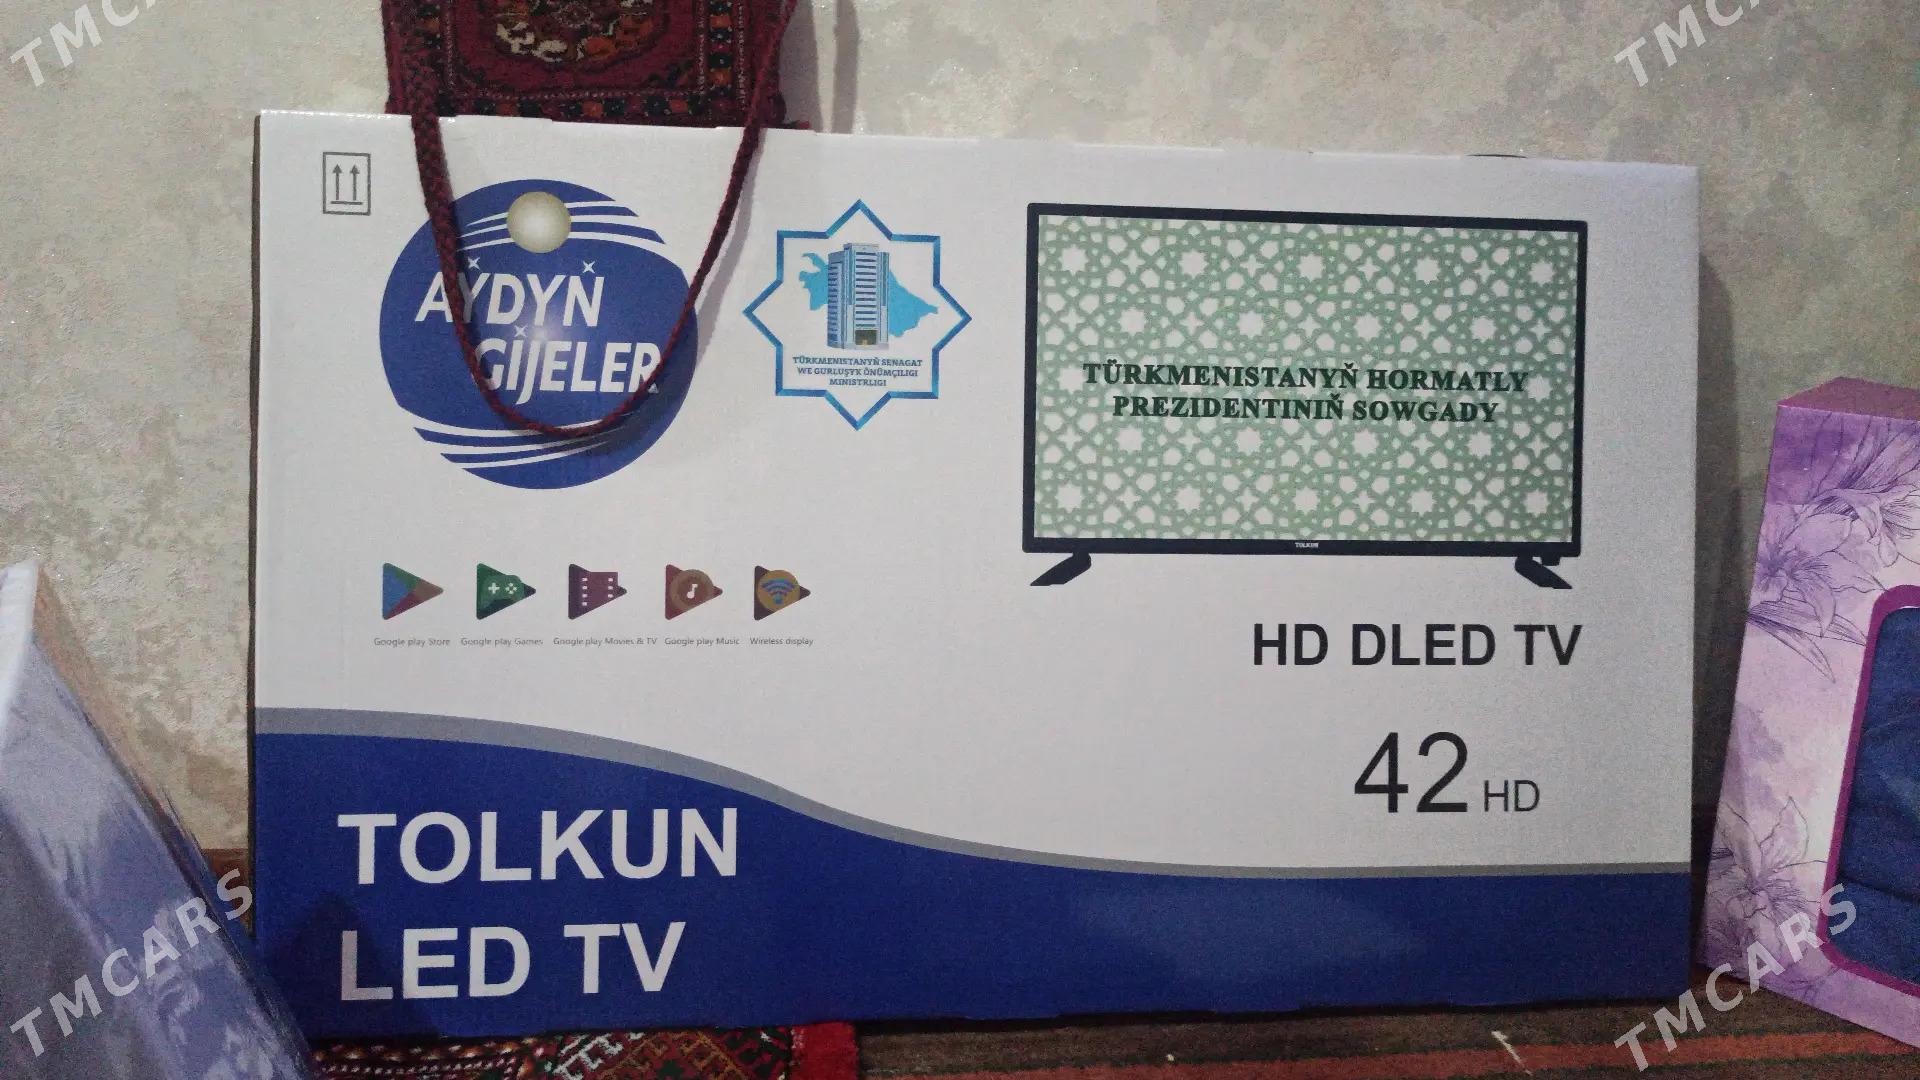 TMCARS
TMCARS
AÝDYŇ
GIJELER
TÜRKMENISTANYŇ SENAGAT
WE GURLUŞYK ÖNÜMÇILIGI
MINISTRLIGI
TÜRKMENISTANYŇ HORMATLY
PREZIDENTINIŇ SOWGADY
TOLKUN
Google play Store
Google play Games
Google play Movies & TV
Google play Music
Wireless display
HD DLED TV
42 HD
TOLKUN
LED TV
TMCARS
TMCARS